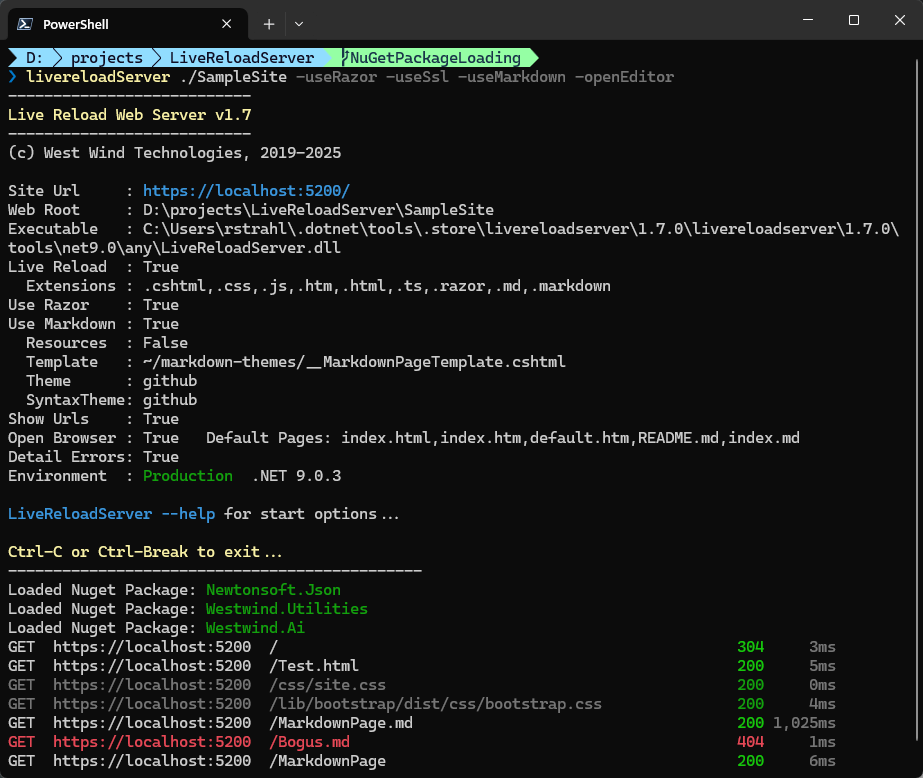 PowerShell
D: projects LiveReloadServer NuGetPackageLoading
❯ livereloadServer ./SampleSite -useRazor -useSsl -useMarkdown -openEditor
---------------------------
Live Reload Web Server v1.7
---------------------------
(c) West Wind Technologies, 2019-2025
Site Url     : https://localhost:5200/
Web Root     : D:\projects\LiveReloadServer\SampleSite
Executable   : C:\Users\rstrahl\.dotnet\tools\.store\livereloadserver\1.7.0\livereloadserver\1.7.0\
tools\net9.0\any\LiveReloadServer.dll
Live Reload  : True
  Extensions : .cshtml,.css,.js,.htm,.html,.ts,.razor,.md,.markdown
Use Razor    : True
Use Markdown : True
  Resources  : False
  Template   : ~/markdown-themes/__MarkdownPageTemplate.cshtml
  Theme      : github
  SyntaxTheme: github
Show Urls    : True
Open Browser : True   Default Pages: index.html,index.htm,default.htm,README.md,index.md
Detail Errors: True
Environment  : Production  .NET 9.0.3
LiveReloadServer --help for start options...
Ctrl-C or Ctrl-Break to exit...
----------------------------------------------
Loaded Nuget Package: Newtonsoft.Json
Loaded Nuget Package: Westwind.Utilities
Loaded Nuget Package: Westwind.Ai
GET  https://localhost:5200  /  304  3ms
GET  https://localhost:5200  /Test.html  200  5ms
GET  https://localhost:5200  /css/site.css  200  0ms
GET  https://localhost:5200  /lib/bootstrap/dist/css/bootstrap.css  200  4ms
GET  https://localhost:5200  /MarkdownPage.md  200 1,025ms
GET  https://localhost:5200  /Bogus.md  404  1ms
GET  https://localhost:5200  /MarkdownPage  200  6ms